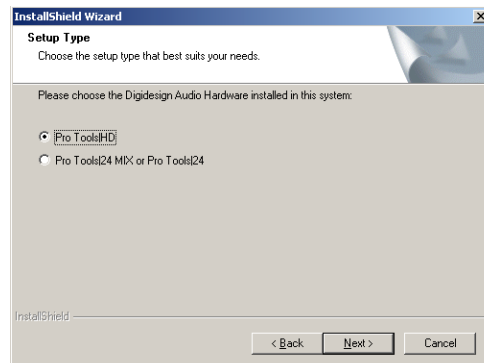 InstallShield Wizard
Setup Type
Choose the setup type that best suits your needs.
Please choose the Digidesign Audio Hardware installed in this system:
Pro Tools|HD
Pro Tools|24 MIX or Pro Tools|24
InstallShield
< Back Next > Cancel